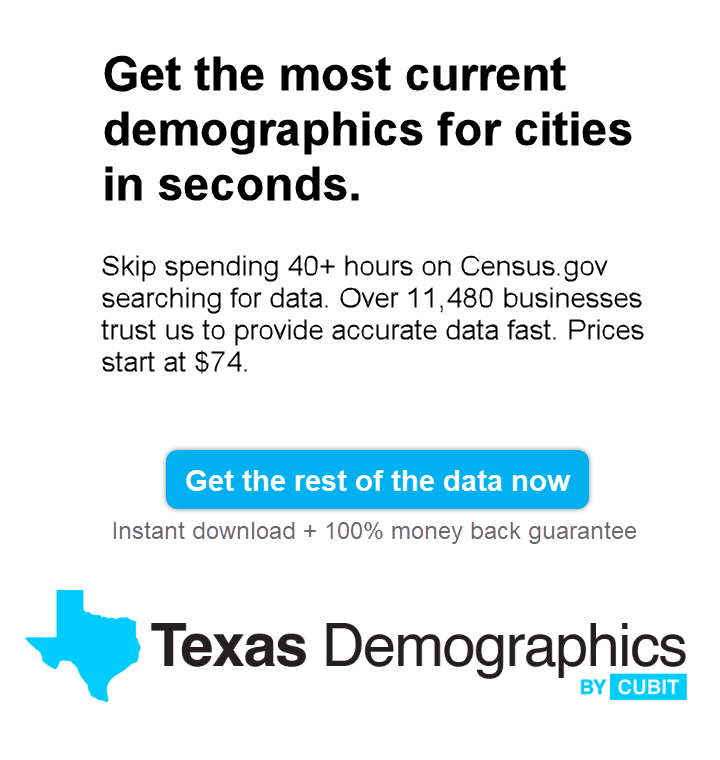 Get the most current
demographics for cities
in seconds.
Skip spending 40+ hours on Census.gov
searching for data. Over 11,480 businesses
trust us to provide accurate data fast. Prices
start at $74.
Get the rest of the data now
Instant download + 100% money back guarantee
Texas Demographics
BY CUBIT